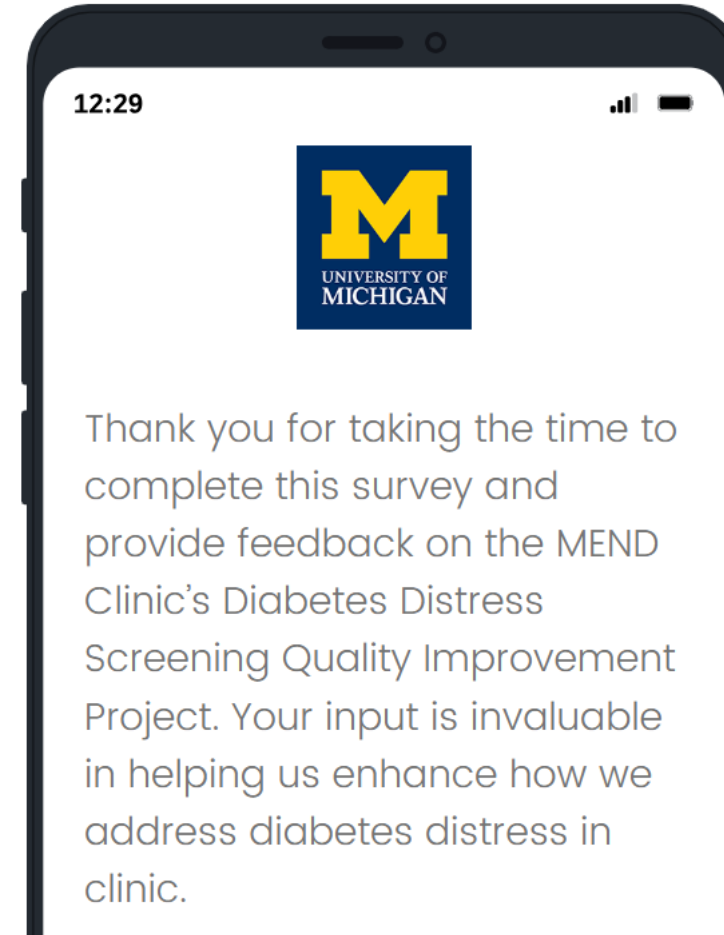 12:29
M
UNIVERSITY OF
MICHIGAN
Thank you for taking the time to
complete this survey and
provide feedback on the MEND
Clinic’s Diabetes Distress
Screening Quality Improvement
Project. Your input is invaluable
in helping us enhance how we
address diabetes distress in
clinic.